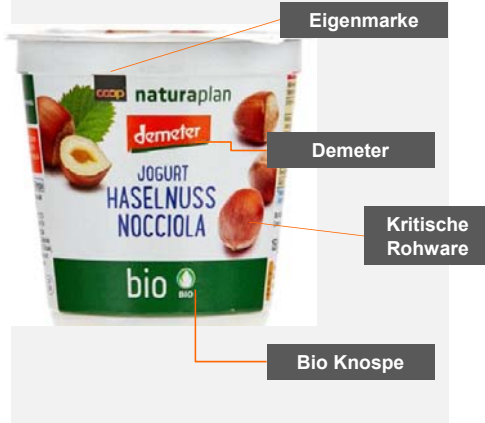 Eigenmarke
coop naturaplan
demeter
Demeter
JOGURT
HASELNUSS
NOCCIOLA
Kritische
Rohware
bio BIO
Bio Knospe